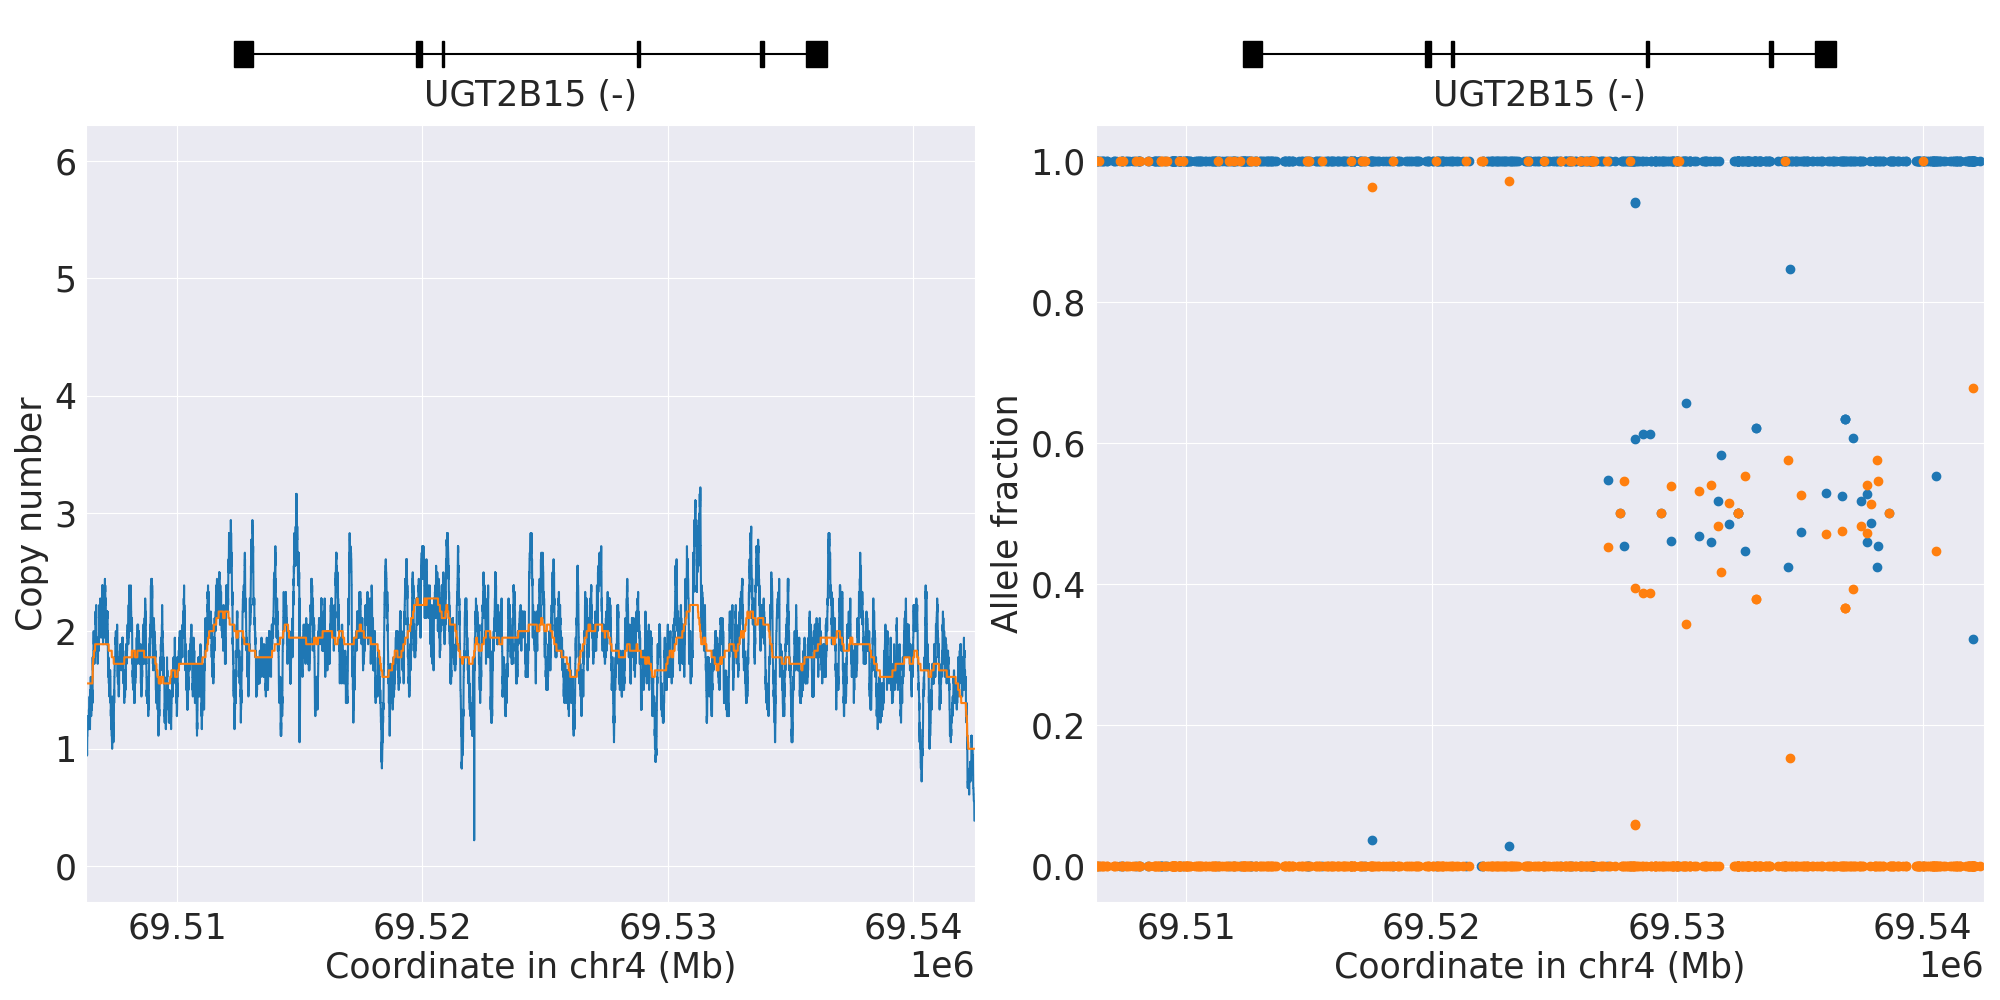 UGT2B15 (-)
6
5
4
3
2
1
0
Copy number
69.51 69.52 69.53 69.54
Coordinate in chr4 (Mb)
1e6
UGT2B15 (-)
1.0
0.8
0.6
0.4
0.2
0.0
Allele fraction
69.51 69.52 69.53 69.54
Coordinate in chr4 (Mb)
1e6